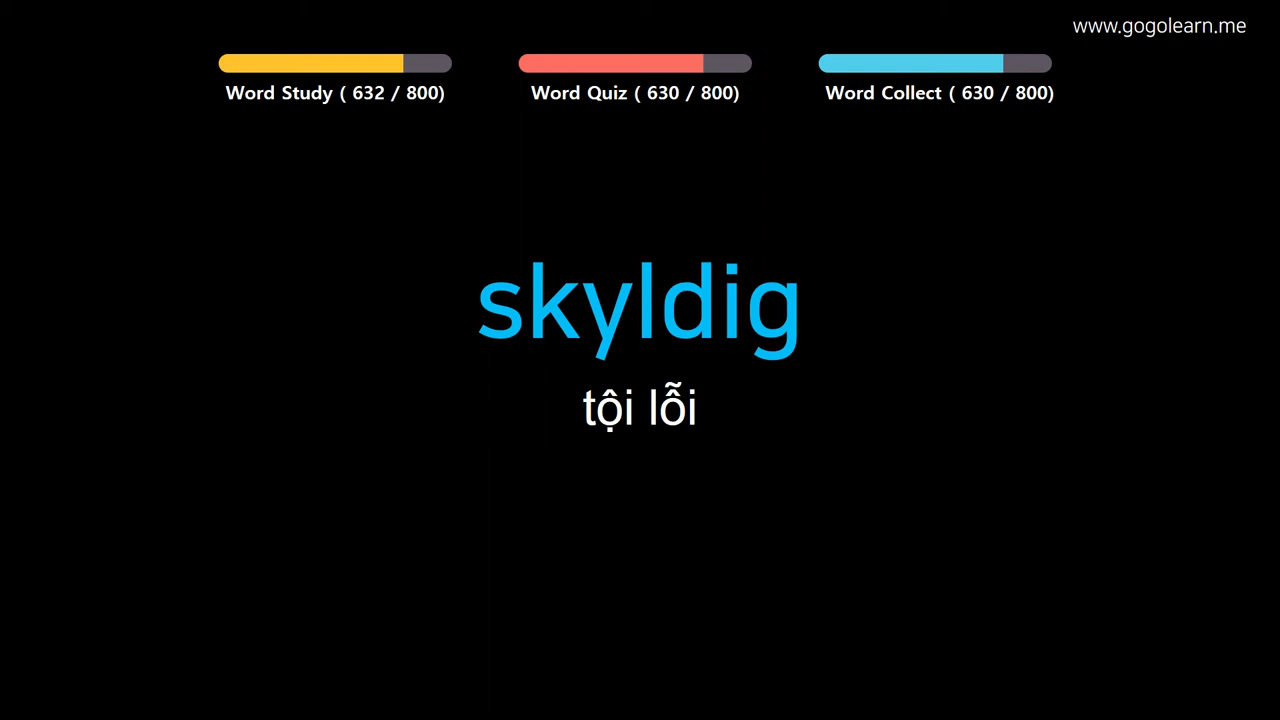 www.gogolearn.me
Word Study ( 632 / 800)
Word Quiz ( 630 / 800)
Word Collect ( 630 / 800)
skyldig
tội lỗi